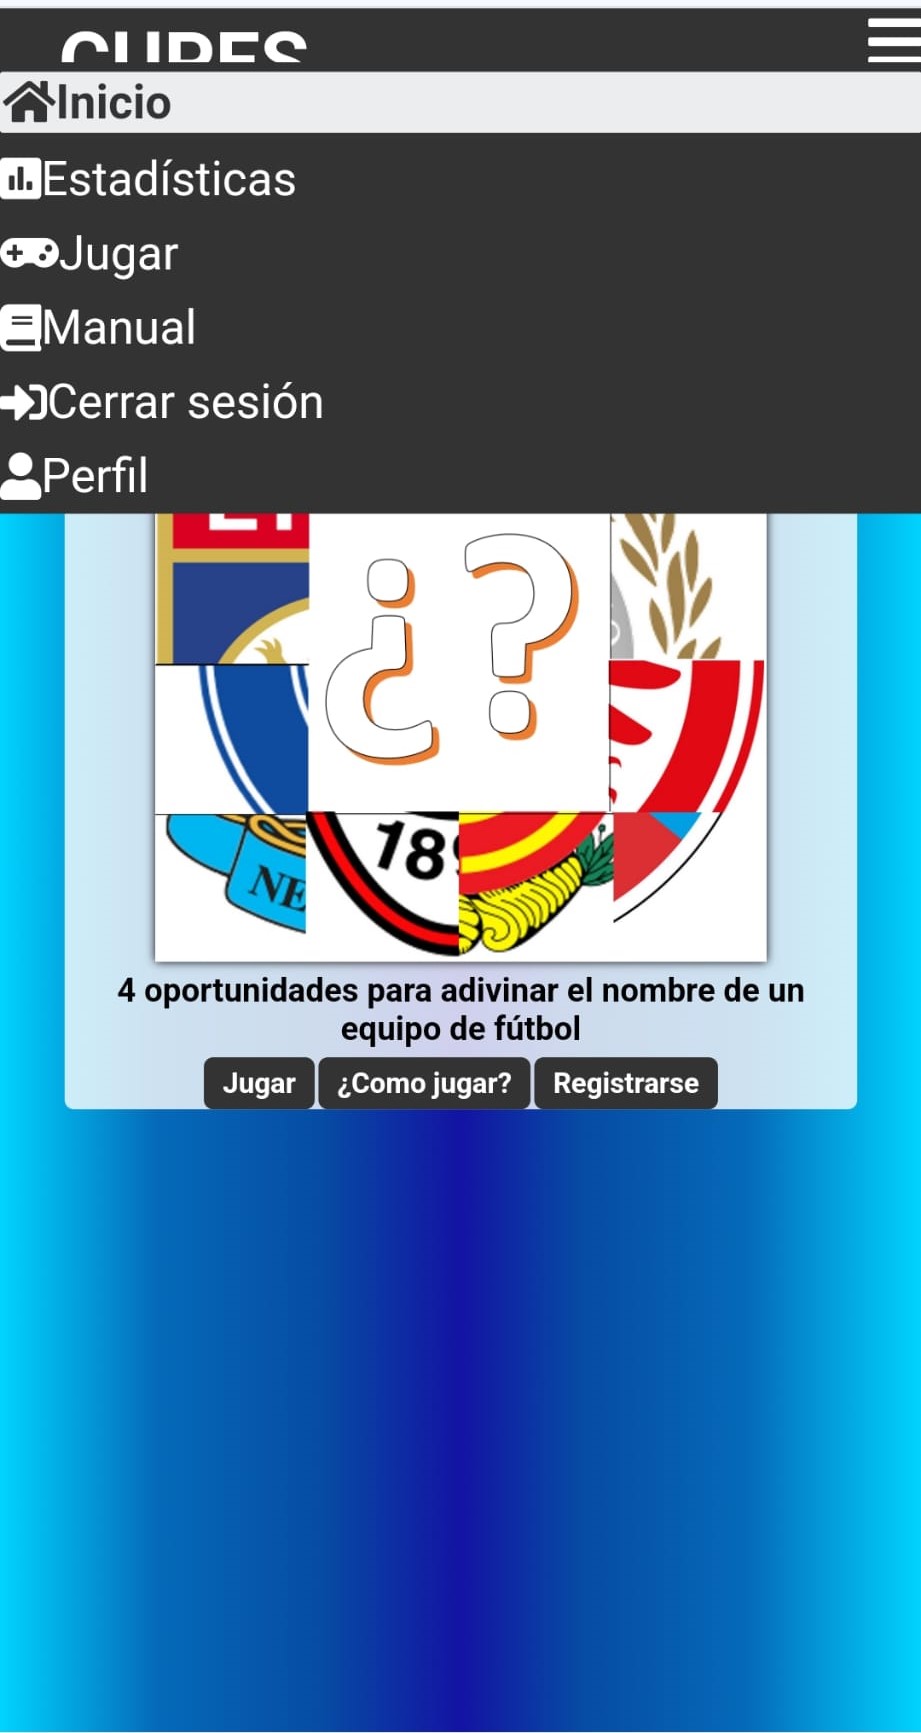 Inicio
Estadísticas
Jugar
Manual
Cerrar sesión
Perfil
¿?
NE
18
4 oportunidades para adivinar el nombre de un
equipo de fútbol
Jugar ¿Como jugar? Registrarse